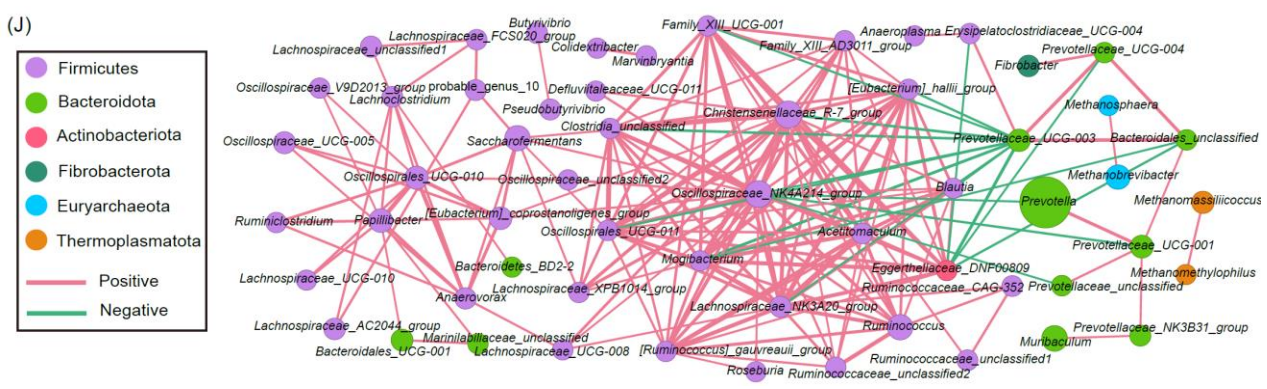 (J)
Firmicutes
Bacteroidota
Actinobacteriota
Fibrobacterota
Euryarchaeota
Thermoplasmatota
Positive
Negative
Butyrivibrio
Family_XIII_UCG-001
Lachnospiraceae_FCS020_group
Anaeroplasma
Erysipelatoclostridiaceae_UCG-004
Lachnospiraceae_unclassified1
Colidextribacter
Family_XIII_AD3011_group
Prevotellaceae_UCG-004
Marvinbryantia
Fibrobacter
Oscillospiraceae_V9D2013_group
probable_genus_10
Defluviitaleaceae_UCG-011
[Eubacterium]_hallii_group
Lachnoclostridium
Methanosphaera
Pseudobutyrivibrio
Christensenellaceae_R-7_group
Clostridia_unclassified
Oscillospiraceae_UCG-005
Saccharofermentans
Prevotellaceae_UCG-003
Bacteroidales_unclassified
Oscillospirales_UCG-010
Oscillospiraceae_unclassified2
Methanobrevibacter
Oscillospiraceae_NK4A214_group
Blautia
Prevotella
Methanomassiliicoccus
Ruminiclostridium
Papillibacter
[Eubacterium]_coprostanoligenes_group
Oscillospirales_UCG-011
Acetitomaculum
Prevotellaceae_UCG-001
Mogibacterium
Bacteroidetes_BD2-2
Eggerthellaceae_DNF00809
Methanomethylophilus
Lachnospiraceae_UCG-010
Lachnospiraceae_XPB1014_group
Ruminococcaceae_CAG-352
Prevotellaceae_unclassified
Anaerovorax
Lachnospiraceae_NK3A20_group
Lachnospiraceae_AC2044_group
Marinilabiliaceae_unclassified
Ruminococcus
Prevotellaceae_NK3B31_group
Muribaculum
Bacteroidales_UCG-001
Lachnospiraceae_UCG-008
[Ruminococcus]_gauvreauii_group
Ruminococcaceae_unclassified1
Roseburia
Ruminococcaceae_unclassified2